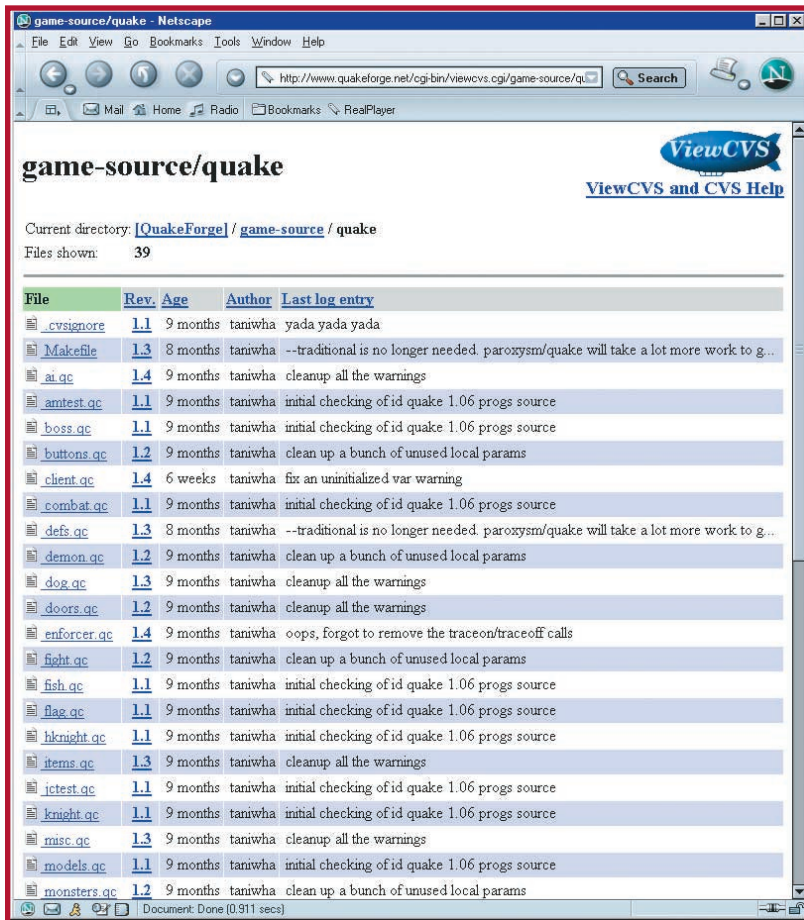 game-source/quake - Netscape
File Edit View Go Bookmarks Tools Window Help
http://www.quakeforge.net/cgi-bin/viewcvs.cgi/game-source/qu Search
Mail Home Radio Bookmarks RealPlayer
game-source/quake
ViewCVS
ViewCVS and CVS Help
Current directory: [QuakeForge] / game-source / quake
Files shown: 39
File Rev. Age Author Last log entry
.cvsignore 1.1 9 months taniwha yada yada yada
Makefile 1.3 8 months taniwha --traditional is no longer needed. paroxysm/quake will take a lot more work to g...
ai.qc 1.4 9 months taniwha cleanup all the warnings
amtest.qc 1.1 9 months taniwha initial checking of id quake 1.06 progs source
boss.qc 1.1 9 months taniwha initial checking of id quake 1.06 progs source
buttons.qc 1.2 9 months taniwha clean up a bunch of unused local params
client.qc 1.4 6 weeks taniwha fix an uninitialized var warning
combat.qc 1.1 9 months taniwha initial checking of id quake 1.06 progs source
defs.qc 1.3 8 months taniwha --traditional is no longer needed. paroxysm/quake will take a lot more work to g...
demon.qc 1.2 9 months taniwha clean up a bunch of unused local params
dog.qc 1.3 9 months taniwha cleanup all the warnings
doors.qc 1.2 9 months taniwha cleanup all the warnings
enforcer.qc 1.4 9 months taniwha oops, forgot to remove the traceon/traceoff calls
fight.qc 1.2 9 months taniwha clean up a bunch of unused local params
fish.qc 1.1 9 months taniwha initial checking of id quake 1.06 progs source
flag.qc 1.1 9 months taniwha initial checking of id quake 1.06 progs source
hknight.qc 1.1 9 months taniwha initial checking of id quake 1.06 progs source
items.qc 1.3 9 months taniwha cleanup all the warnings
jctest.qc 1.1 9 months taniwha initial checking of id quake 1.06 progs source
knight.qc 1.1 9 months taniwha initial checking of id quake 1.06 progs source
misc.qc 1.3 9 months taniwha cleanup all the warnings
models.qc 1.1 9 months taniwha initial checking of id quake 1.06 progs source
monsters.qc 1.2 9 months taniwha clean up a bunch of unused local params
Document: Done (0.911 secs)